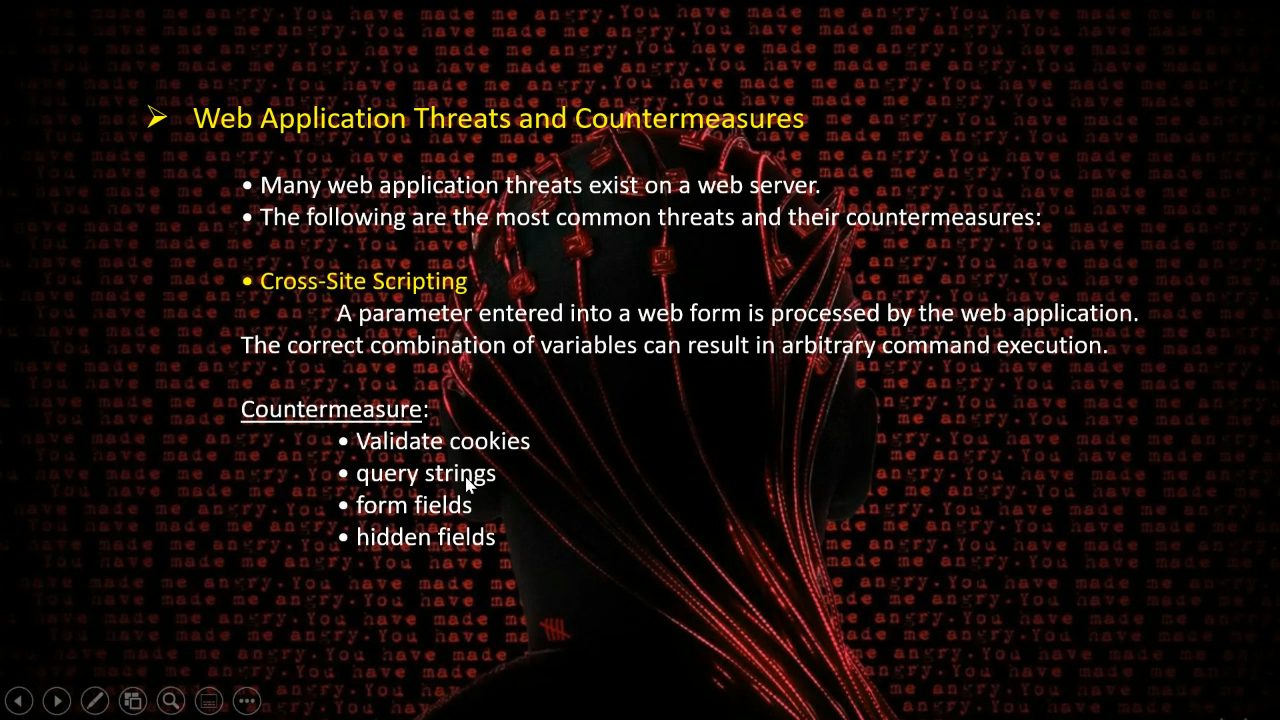 ➢ Web Application Threats and Countermeasures
• Many web application threats exist on a web server.
• The following are the most common threats and their countermeasures:
• Cross-Site Scripting
A parameter entered into a web form is processed by the web application.
The correct combination of variables can result in arbitrary command execution.
Countermeasure:
• Validate cookies
• query strings
• form fields
• hidden fields